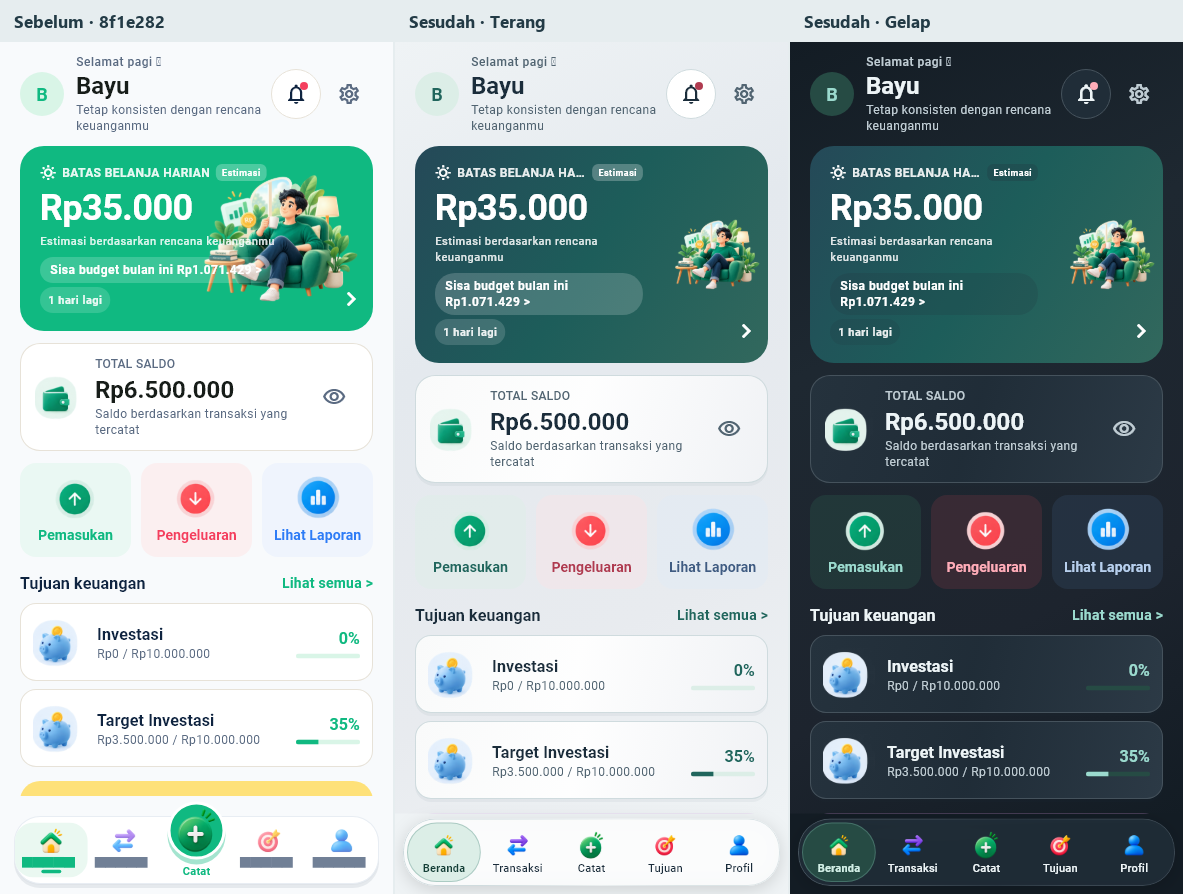 Sebelum · 8f1e282
Selamat pagi
B
Bayu
Tetap konsisten dengan rencana
keuanganmu
BATAS BELANJA HARIAN Estimasi
Rp35.000
Estimasi berdasarkan rencana keuanganmu
Sisa budget bulan ini Rp1.071.429 >
1 hari lagi
TOTAL SALDO
Rp6.500.000
Saldo berdasarkan transaksi yang
tercatat
Pemasukan Pengeluaran Lihat Laporan
Tujuan keuangan Lihat semua >
Investasi
0%
Rp0 / Rp10.000.000
Target Investasi
35%
Rp3.500.000 / Rp10.000.000
Catat
Sesudah · Terang
Selamat pagi
B
Bayu
Tetap konsisten dengan rencana
keuanganmu
BATAS BELANJA HA... Estimasi
Rp35.000
Estimasi berdasarkan rencana
keuanganmu
Sisa budget bulan ini
Rp1.071.429 >
1 hari lagi
TOTAL SALDO
Rp6.500.000
Saldo berdasarkan transaksi yang
tercatat
Pemasukan Pengeluaran Lihat Laporan
Tujuan keuangan Lihat semua >
Investasi
0%
Rp0 / Rp10.000.000
Target Investasi
35%
Rp3.500.000 / Rp10.000.000
Beranda Transaksi Catat Tujuan Profil
Sesudah · Gelap
Selamat pagi
B
Bayu
Tetap konsisten dengan rencana
keuanganmu
BATAS BELANJA HA... Estimasi
Rp35.000
Estimasi berdasarkan rencana
keuanganmu
Sisa budget bulan ini
Rp1.071.429 >
1 hari lagi
TOTAL SALDO
Rp6.500.000
Saldo berdasarkan transaksi yang
tercatat
Pemasukan Pengeluaran Lihat Laporan
Tujuan keuangan Lihat semua >
Investasi
0%
Rp0 / Rp10.000.000
Target Investasi
35%
Rp3.500.000 / Rp10.000.000
Beranda Transaksi Catat Tujuan Profil